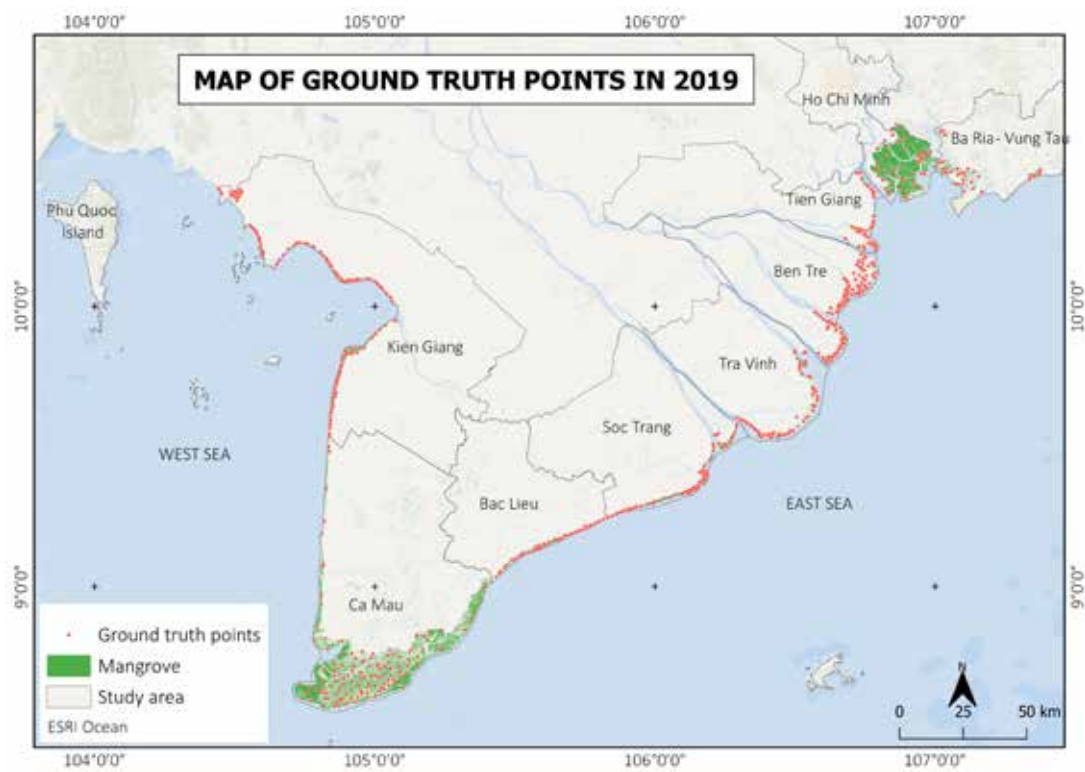 104°0'0" 105°0'0" 106°0'0" 107°0'0"
MAP OF GROUND TRUTH POINTS IN 2019
Ho Chi Minh
Ba Ria- Vung Tau
Phu Quoc
Island
Tien Giang
Ben Tre
10°0'0" 10°0'0"
Kien Giang
Tra Vinh
Soc Trang
WEST SEA
Bac Lieu
EAST SEA
9°0'0" 9°0'0"
Ca Mau
Ground truth points
Mangrove
Study area
ESRI Ocean
N
0 25 50 km
104°0'0" 105°0'0" 106°0'0" 107°0'0"